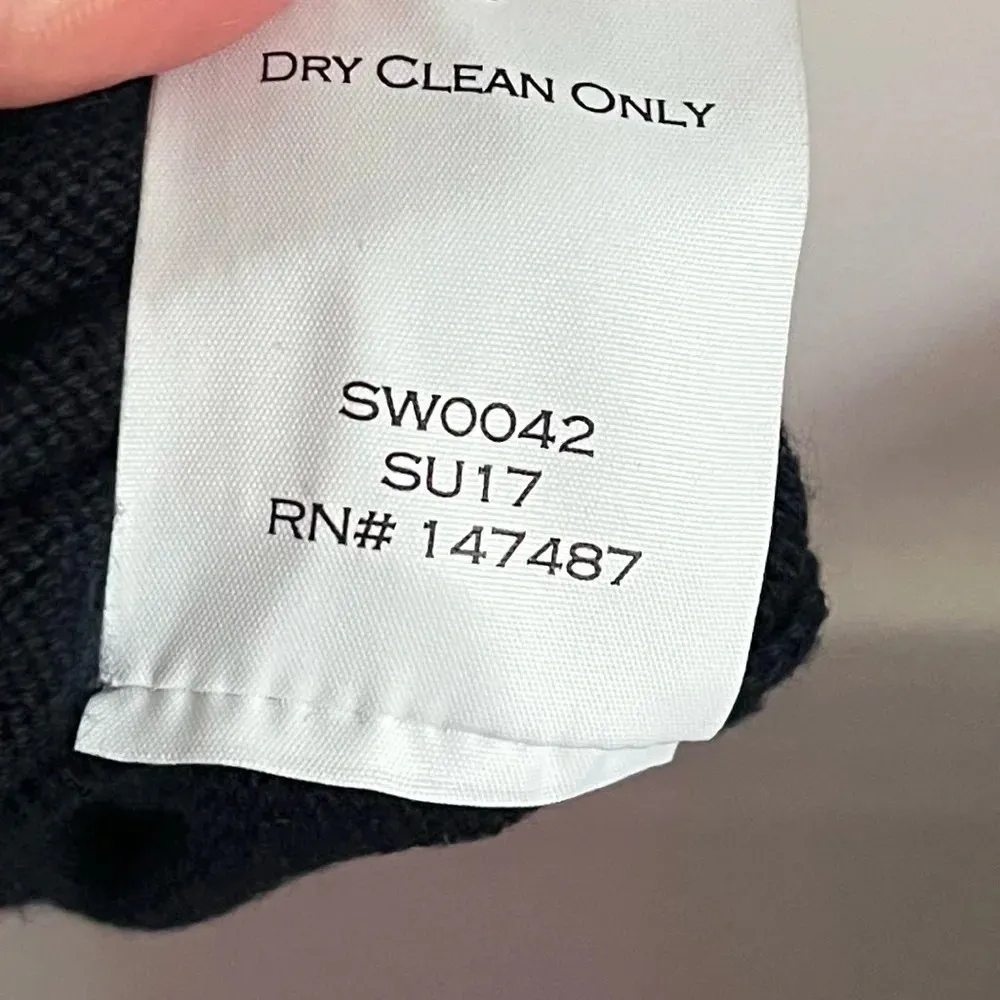 DRY CLEAN ONLY
SW0042
SU17
RN# 147487